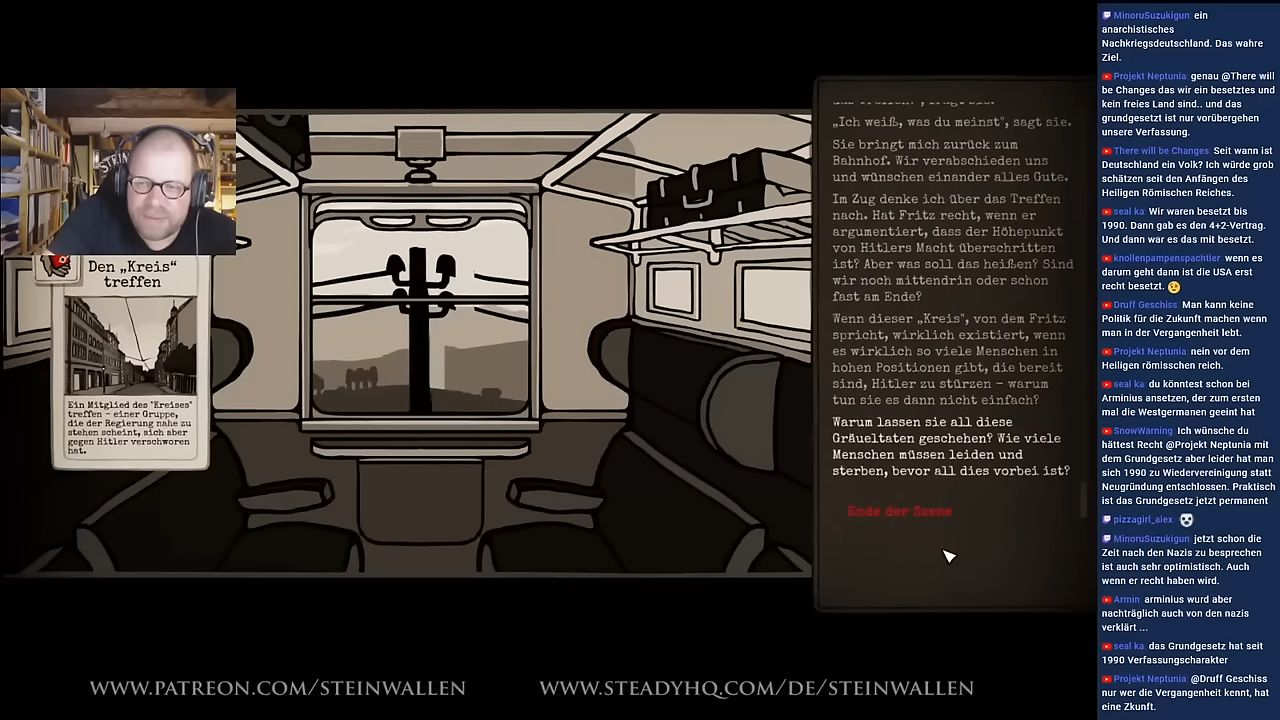 Den „Kreis"
treffen
Ein Mitglied des "Kreises"
treffen – einer Gruppe,
die der Regierung nahe zu
stehen scheint, sich aber
gegen Hitler verschworen
hat.
„Ich weiß, was du meinst", sagt sie.
Sie bringt mich zurück zum
Bahnhof. Wir verabschieden uns
und wünschen einander alles Gute.
Im Zug denke ich über das Treffen
nach. Hat Fritz recht, wenn er
argumentiert, dass der Höhepunkt
von Hitlers Macht überschritten
ist? Aber was soll das heißen? Sind
wir noch mittendrin oder schon
fast am Ende?
Wenn dieser „Kreis", von dem Fritz
spricht, wirklich existiert, wenn
es wirklich so viele Menschen in
hohen Positionen gibt, die bereit
sind, Hitler zu stürzen – warum
tun sie es dann nicht einfach?
Warum lassen sie all diese
Gräueltaten geschehen? Wie viele
Menschen müssen leiden und
sterben, bevor all dies vorbei ist?
Ende der Szene
WWW.PATREON.COM/STEINWALLEN
WWW.STEADYHQ.COM/DE/STEINWALLEN
MinoruSuzukigun ein
anarchistisches
Nachkriegsdeutschland. Das wahre
Ziel.
Projekt Neptunia genau @There will
be Changes das wir ein besetztes und
kein freies Land sind.. und das
grundgesetzt ist nur vorübergehen
unsere Verfassung.
There will be Changes Seit wann ist
Deutschland ein Volk? Ich würde grob
schätzen seit den Anfängen des
Heiligen Römischen Reiches.
seal ka Wir waren besetzt bis
1990. Dann gab es den 4+2-Vertrag.
Und dann war es das mit besetzt.
knollenpampenspachtler wenn es
darum geht dann ist die USA erst
recht besetzt. 😉
Druff Geschiss Man kann keine
Politik für die Zukunft machen wenn
man in der Vergangenheit lebt.
Projekt Neptunia nein vor dem
Heiligen römisschen reich.
seal ka du könntest schon bei
Arminius ansetzen, der zum ersten
mal die Westgermanen geeint hat
SnowWarning Ich wünsche du
hättest Recht @Projekt Neptunia mit
dem Grundgesetz aber leider hat man
sich 1990 zu Wiedervereinigung statt
Neugründung entschlossen. Praktisch
ist das Grundgesetz jetzt permanent
pizzagirl_alex
MinoruSuzukigun jetzt schon die
Zeit nach den Nazis zu besprechen
ist auch sehr optimistisch. Auch
wenn er recht haben wird.
Armin arminius wurd aber
nachträglich auch von den nazis
verklärt ...
seal ka das Grundgesetz hat seit
1990 Verfassungscharakter
Projekt Neptunia @Druff Geschiss
nur wer die Vergangenheit kennt, hat
eine Zkunft.